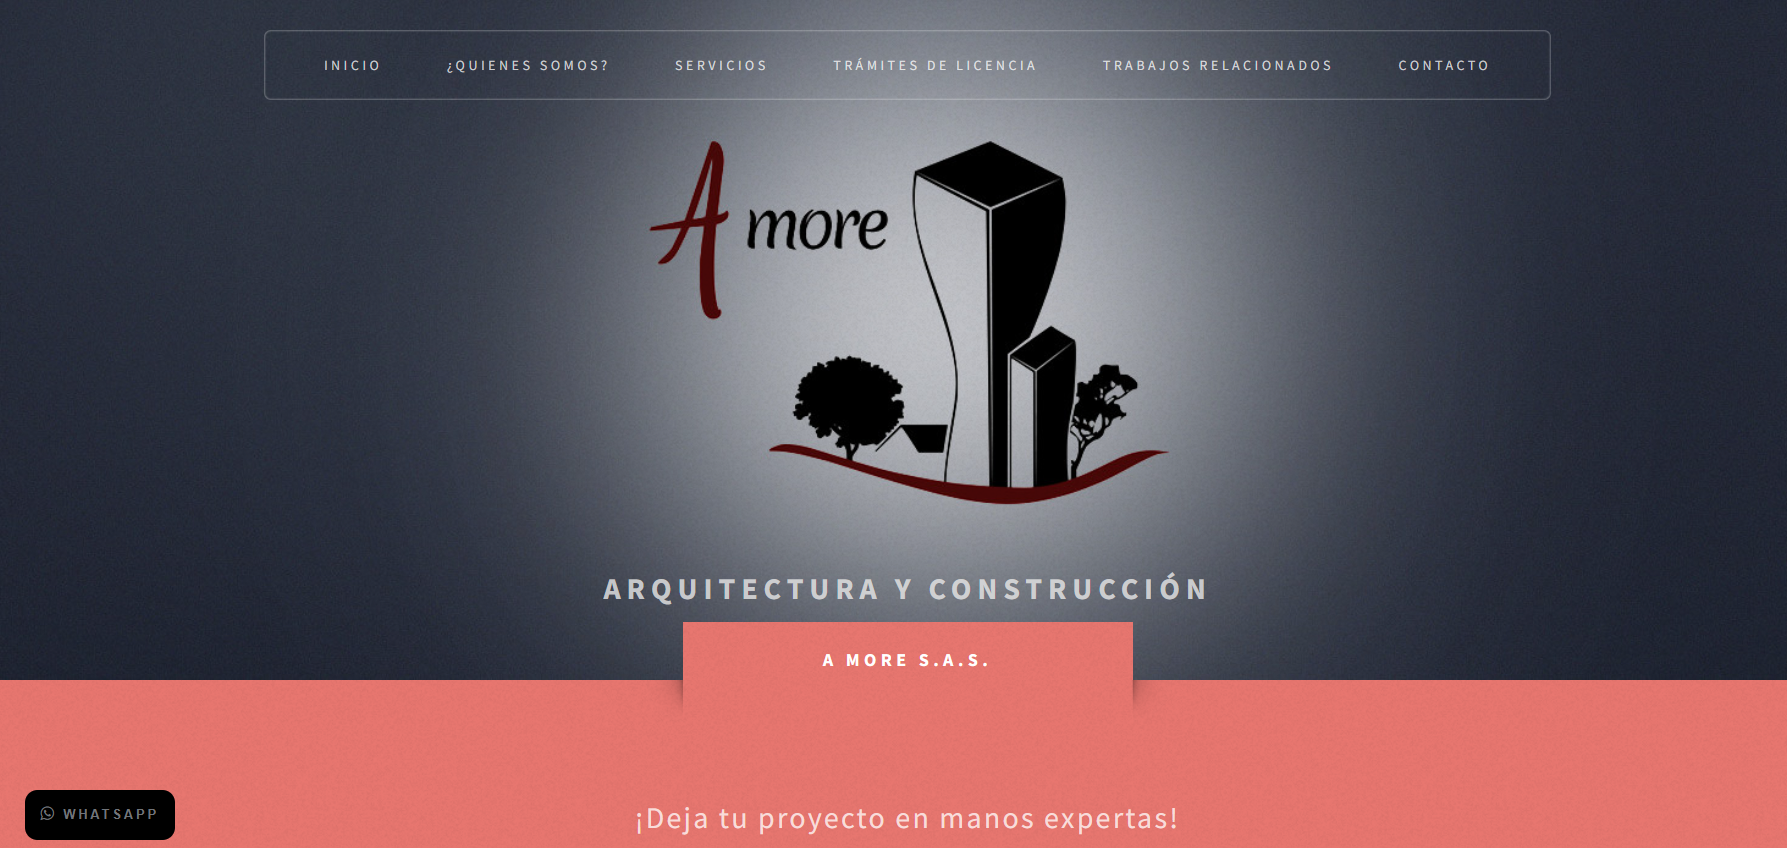 INICIO
¿QUIENES SOMOS?
SERVICIOS
TRÁMITES DE LICENCIA
TRABAJOS RELACIONADOS
CONTACTO
A more
ARQUITECTURA Y CONSTRUCCIÓN
A MORE S.A.S.
¡Deja tu proyecto en manos expertas!
WHATSAPP